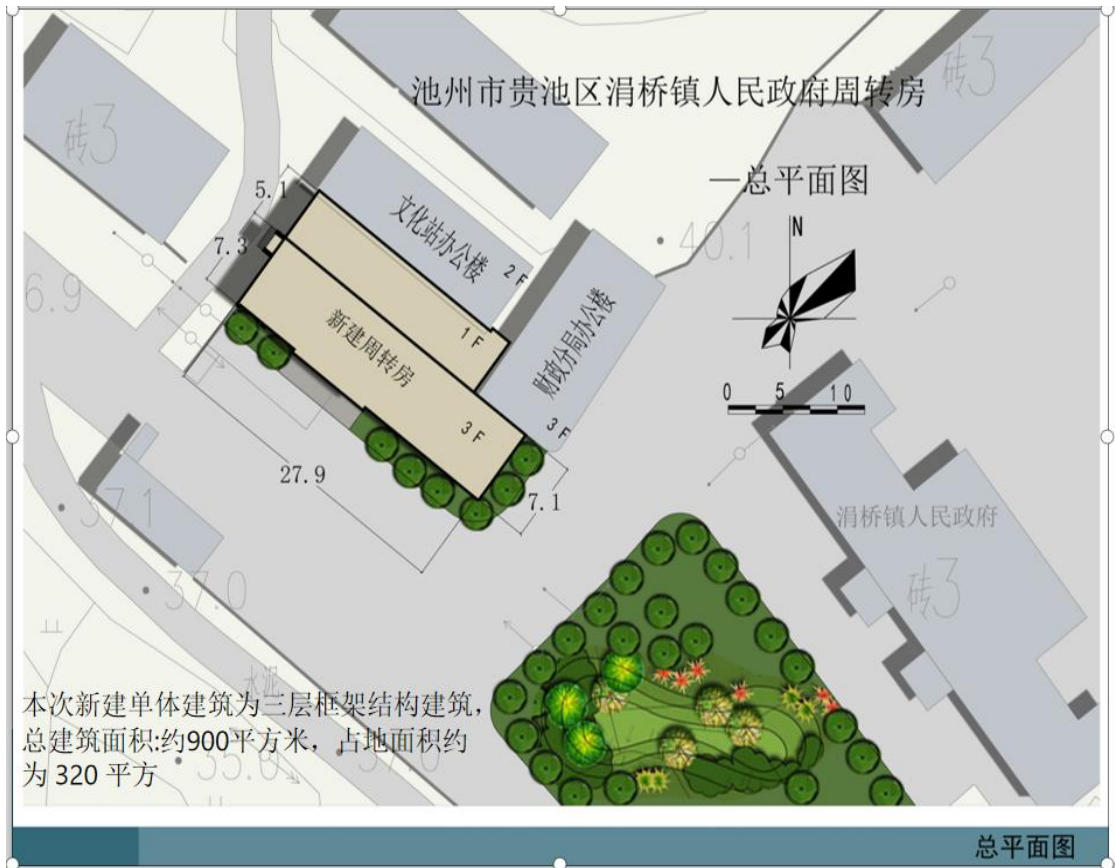 池州市贵池区涓桥镇人民政府周转房
砖3
砖3
—总平面图
N
5.1
文化站办公楼
2F
40.1
7.3
6.9
新建周转房
1F
财政分局办公楼
0 5 10
3F
3F
27.9
7.1
37.1
涓桥镇人民政府
砖3
37.0
水泥
本次新建单体建筑为三层框架结构建筑，
总建筑面积:约900平方米，占地面积约
为 320 平方
35.0
37.0
总平面图